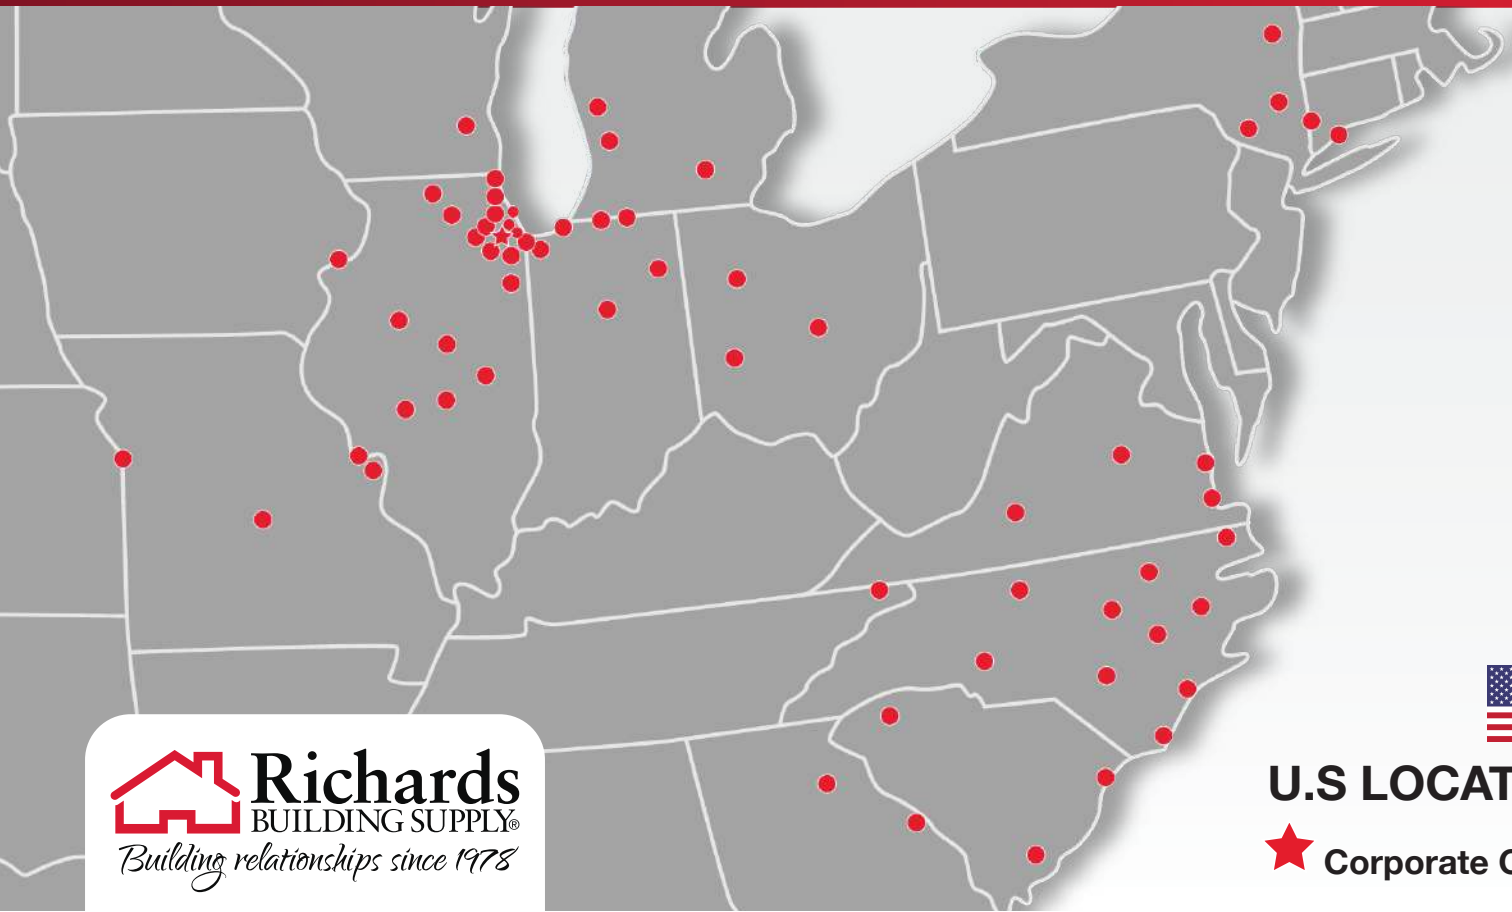 Richards
BUILDING SUPPLY®
Building relationships since 1978
U.S LOCAT
Corporate